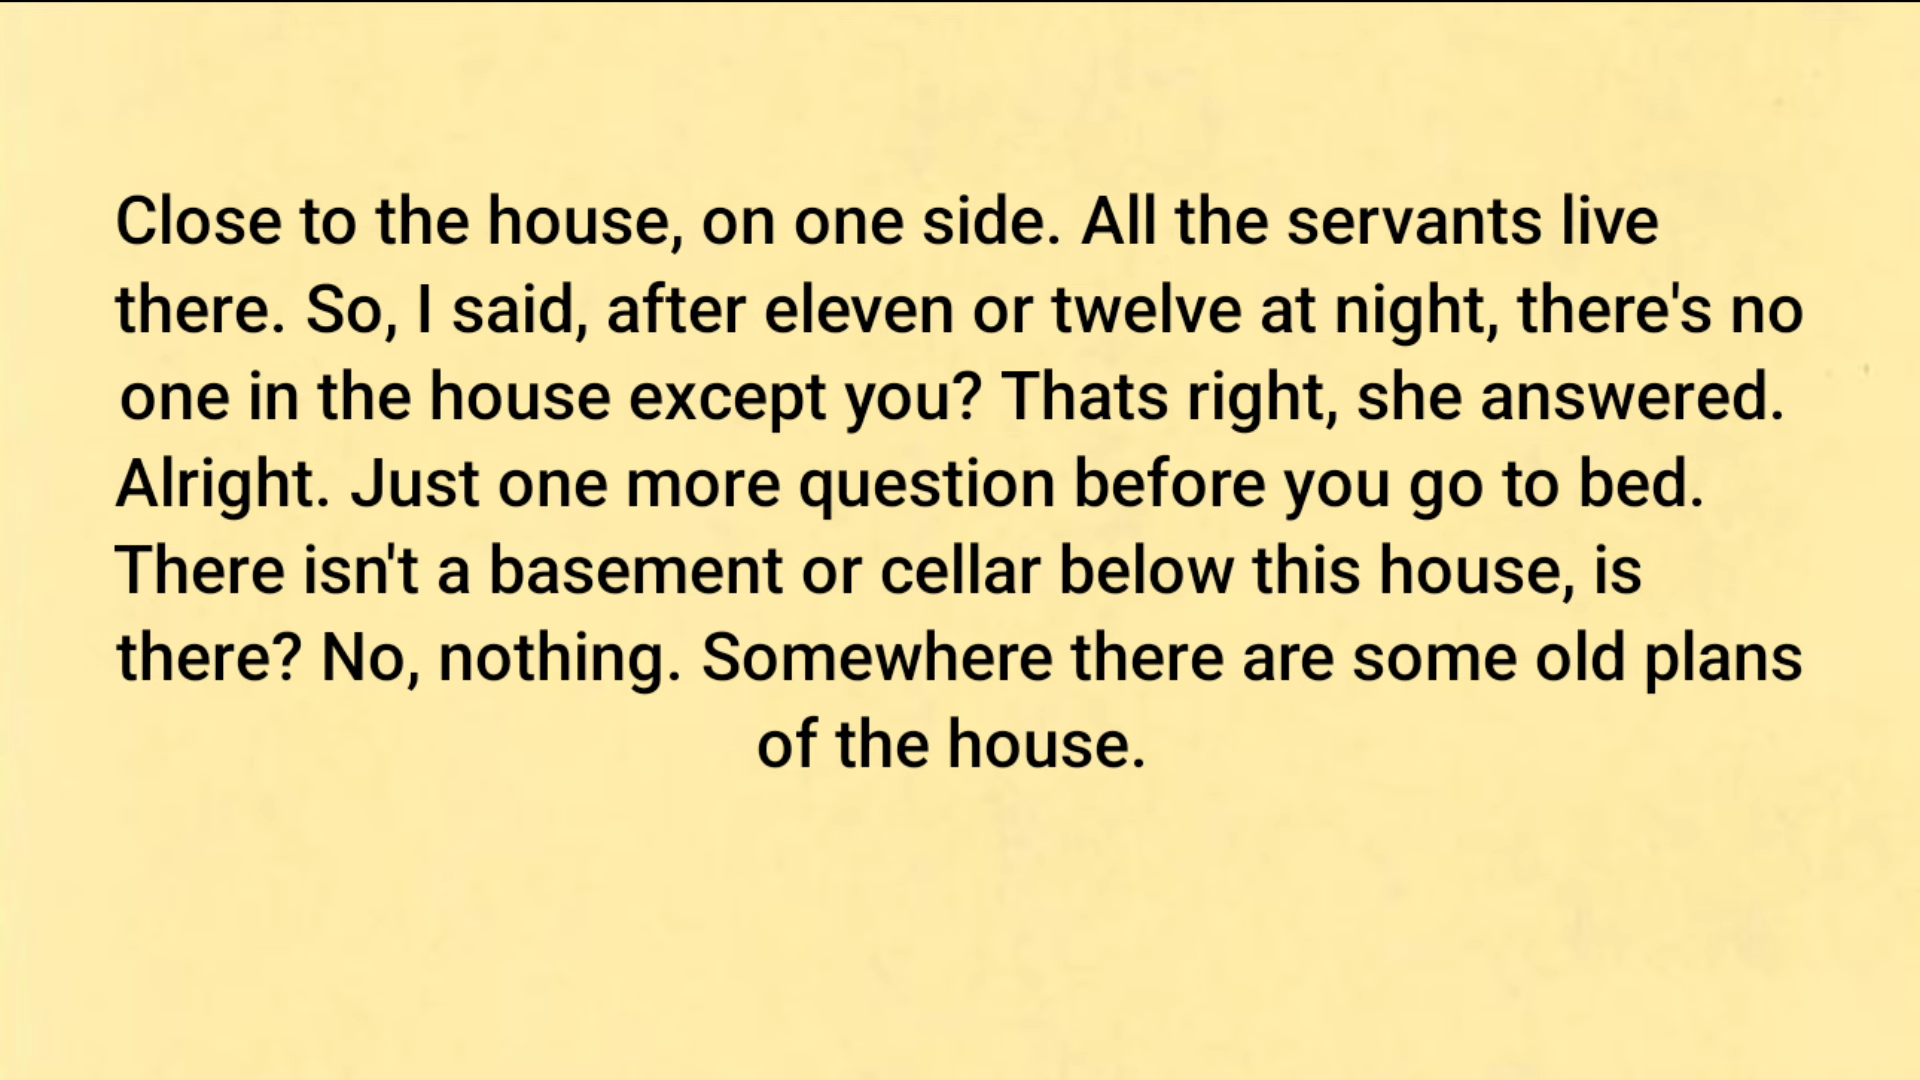 Close to the house, on one side. All the servants live
there. So, I said, after eleven or twelve at night, there's no
one in the house except you? Thats right, she answered.
Alright. Just one more question before you go to bed.
There isn't a basement or cellar below this house, is
there? No, nothing. Somewhere there are some old plans
of the house.